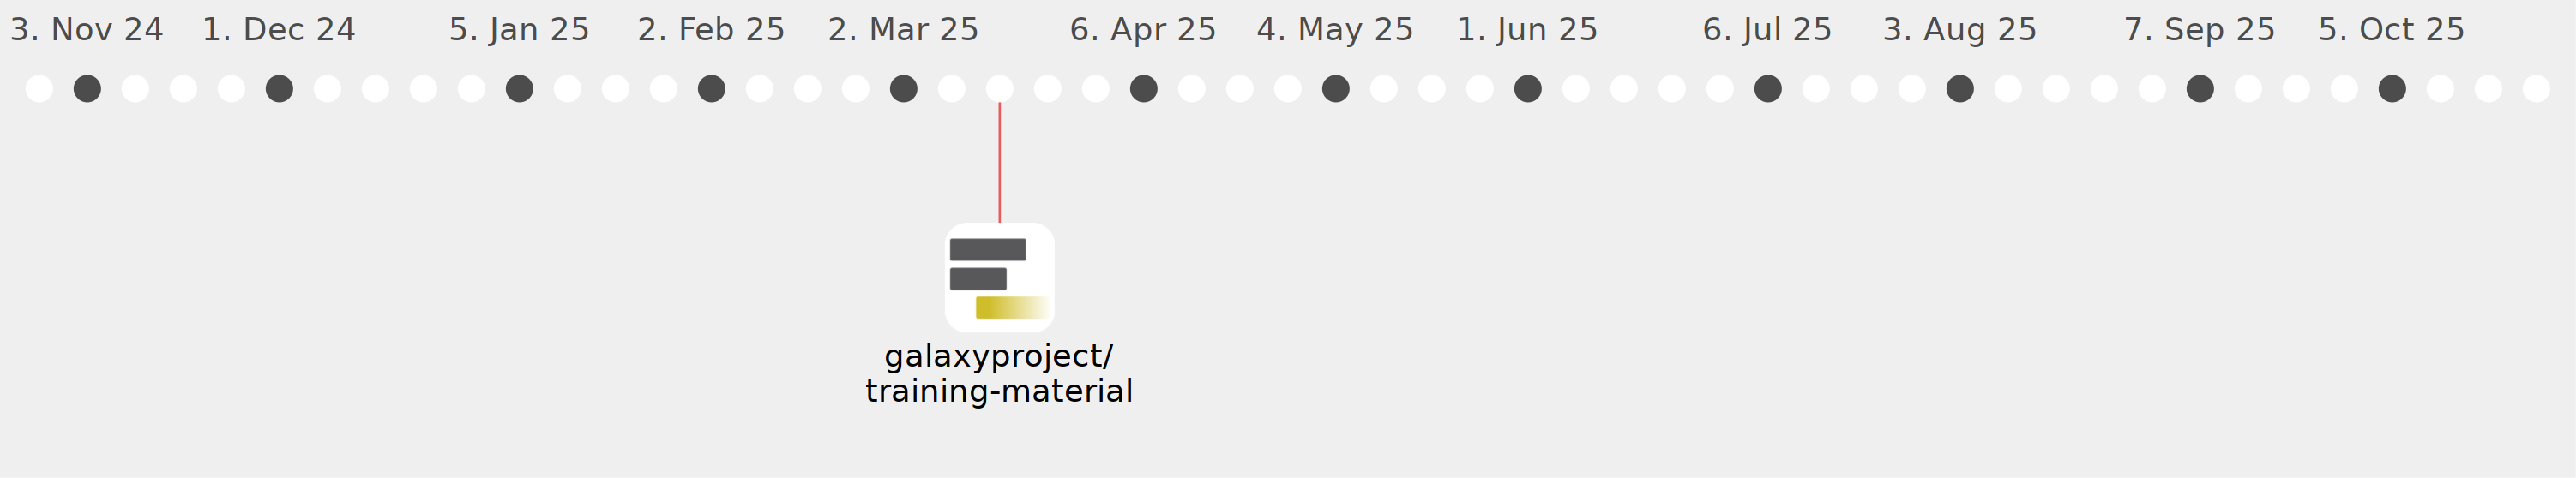 3. Nov 24 1. Dec 24 5. Jan 25 2. Feb 25 2. Mar 25 6. Apr 25 4. May 25 1. Jun 25 6. Jul 25 3. Aug 25 7. Sep 25 5. Oct 25
galaxyproject/
training-material